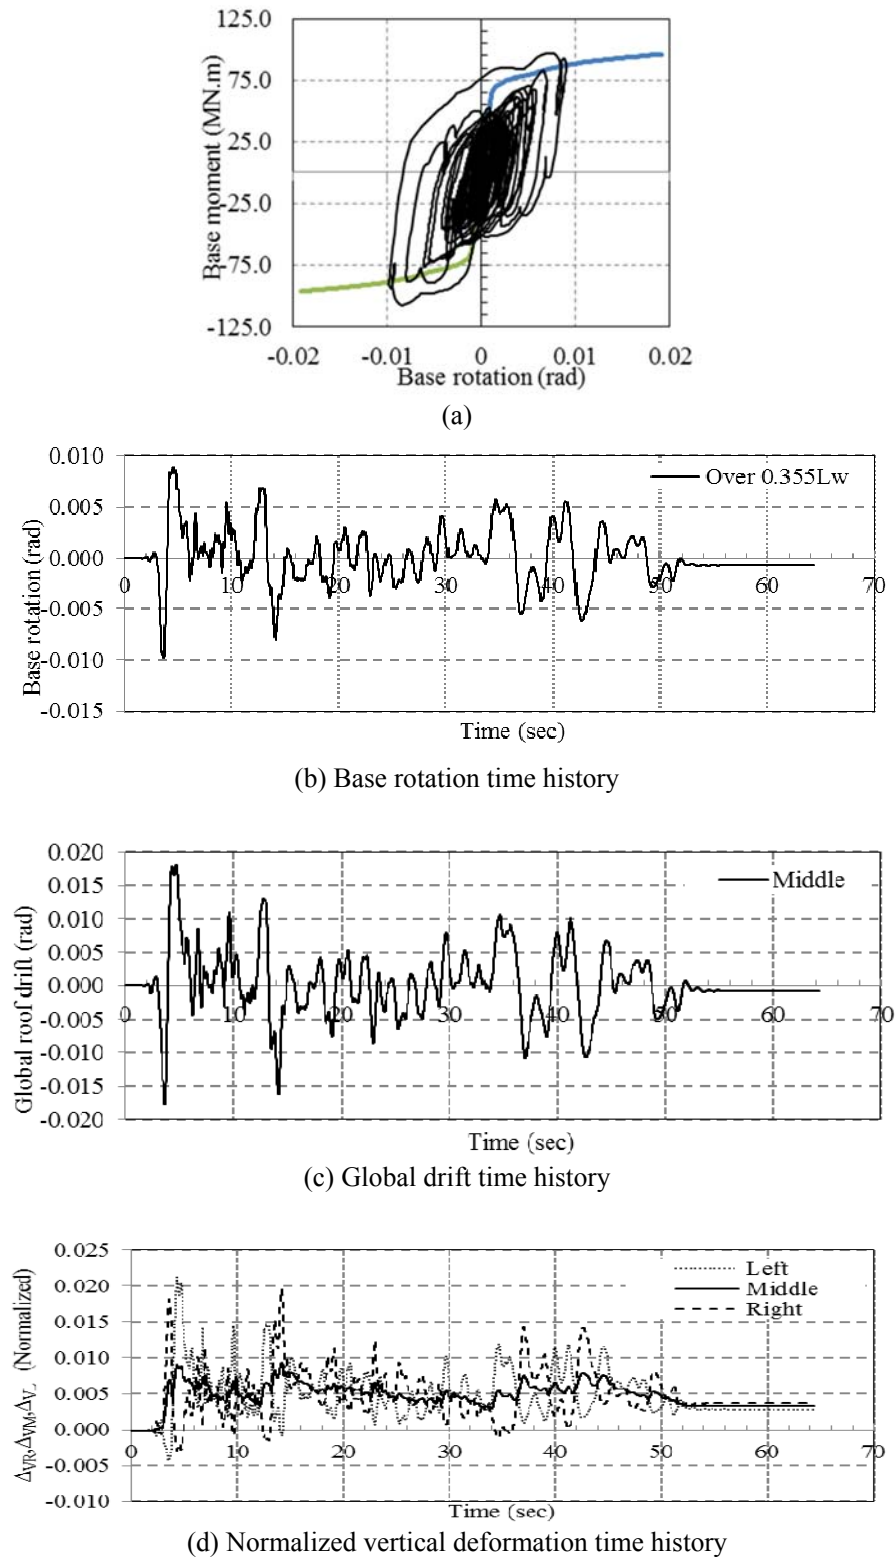 125.0
75.0
25.0
-25.0
-75.0
-125.0
Base moment (MN.m)
-0.02 -0.01 0 0.01 0.02
Base rotation (rad)
(a)
0.010
0.005
0.000
-0.005
-0.010
-0.015
Base rotation (rad)
Over 0.355Lw
0 10 20 30 40 50 60 70
Time (sec)
(b) Base rotation time history
0.020
0.015
0.010
0.005
0.000
-0.005
-0.010
-0.015
-0.020
Global roof drift (rad)
Middle
0 10 20 30 40 50 60 70
Time (sec)
(c) Global drift time history
0.025
0.020
0.015
0.010
0.005
0.000
-0.005
-0.010
ΔVR,ΔVM, (Normalized)
Left
Middle
Right
0 10 20 30 40 50 60 70
Time (sec)
(d) Normalized vertical deformation time history